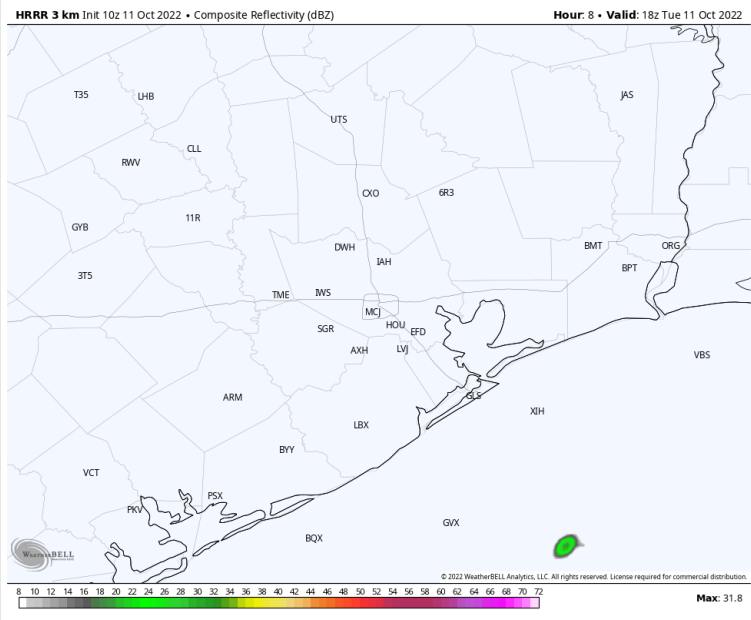 HRRR 3 km Init 10z 11 Oct 2022 • Composite Reflectivity (dBZ) Hour: 8 • Valid: 18z Tue 11 Oct 2022
T35 LHB JAS
UTS
CLL
RWV
CXO 6R3
11R
GYB
DWH BMT ORG
IAH
3T5 BPT
TME IWS
MCJ
SGR HOU EFD
AXH LVJ
VBS
ARM GLS
XIH
LBX
BYY
VCT
PSX
PKV
GVX
BQX
WEATHERBELL
© 2022 WeatherBELL Analytics, LLC. All rights reserved. License required for commercial distribution.
8 10 12 14 16 18 20 22 24 26 28 30 32 34 36 38 40 42 44 46 48 50 52 54 56 58 60 62 64 66 68 70 72
Max: 31.8